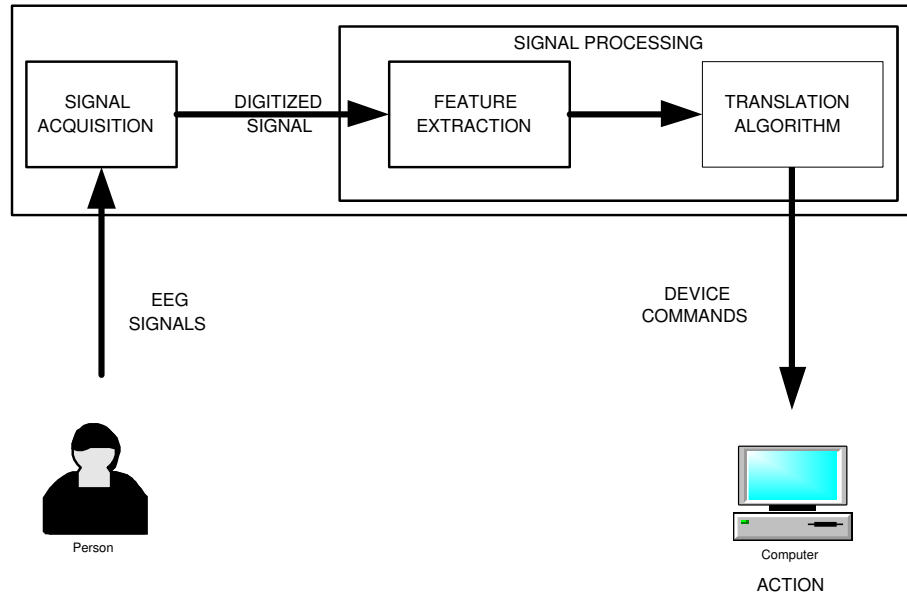 SIGNAL PROCESSING
SIGNAL
ACQUISITION
DIGITIZED
SIGNAL
FEATURE
EXTRACTION
TRANSLATION
ALGORITHM
EEG
SIGNALS
DEVICE
COMMANDS
Person
Computer
ACTION